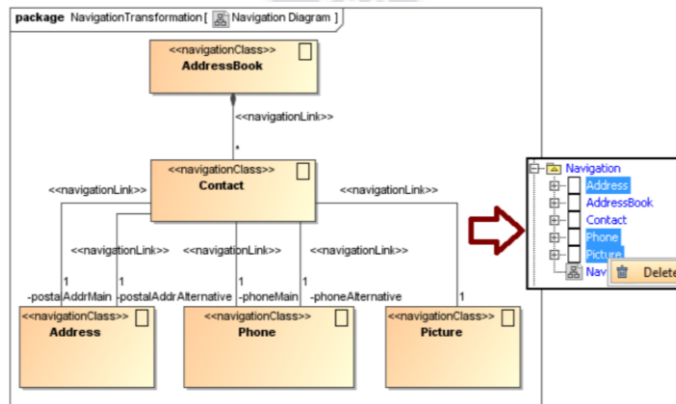 package NavigationTransformation [ Navigation Diagram ]
<<navigationClass>>
AddressBook
<<navigationLink>>
*
<<navigationClass>>
Contact
<<navigationLink>>
<<navigationLink>>
<<navigationLink>>
<<navigationLink>>
<<navigationLink>>
1
1
1
1
-postalAddrMain
-postalAddrAlternative
-phoneMain
-phoneAlternative
1
<<navigationClass>>
Address
<<navigationClass>>
Phone
<<navigationClass>>
Picture
Navigation
Address
AddressBook
Contact
Phone
Picture
Nav
Delete